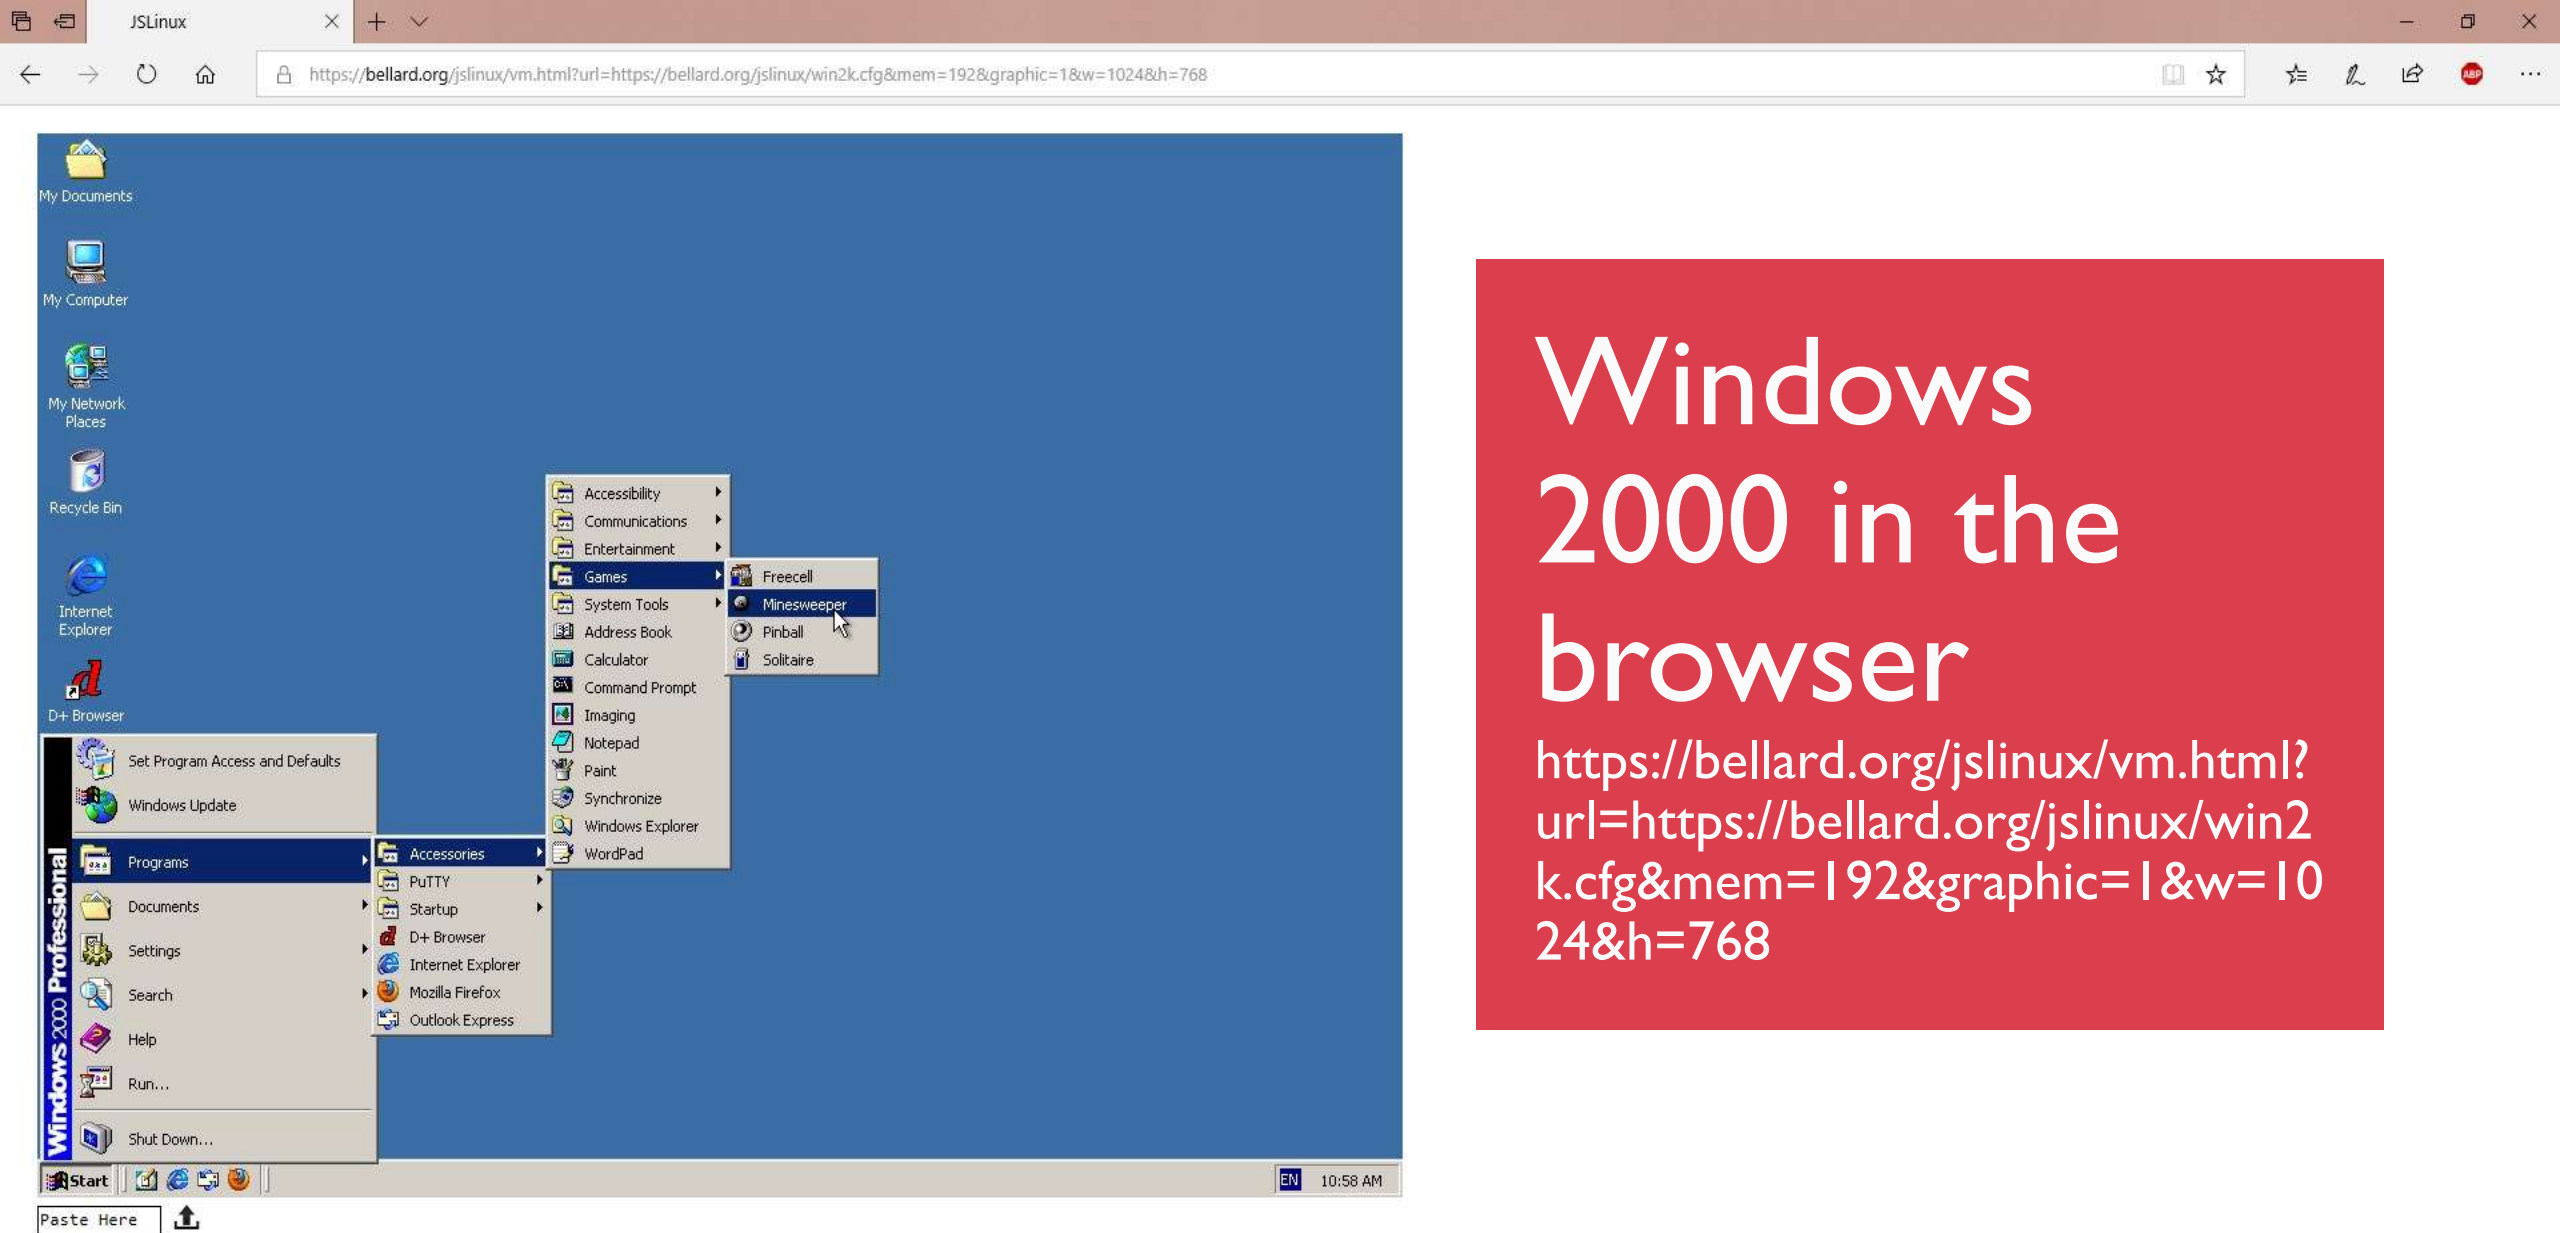 JSLinux
https://bellard.org/jslinux/vm.html?url=https://bellard.org/jslinux/win2k.cfg&mem=192&graphic=1&w=1024&h=768
ABP
My Documents
My Computer
My Network
Places
Recycle Bin
Internet
Explorer
D+ Browser
Set Program Access and Defaults
Windows Update
Programs
Documents
Settings
Search
Help
Run...
Shut Down...
Windows 2000 Professional
Accessories
PuTTY
Startup
D+ Browser
Internet Explorer
Mozilla Firefox
Outlook Express
Accessibility
Communications
Entertainment
Games
System Tools
Address Book
Calculator
Command Prompt
Imaging
Notepad
Paint
Synchronize
Windows Explorer
WordPad
Freecell
Minesweeper
Pinball
Solitaire
Start
EN 10:58 AM
Paste Here
Windows
2000 in the
browser
https://bellard.org/jslinux/vm.html?
url=https://bellard.org/jslinux/win2
k.cfg&mem=192&graphic=1&w=10
24&h=768